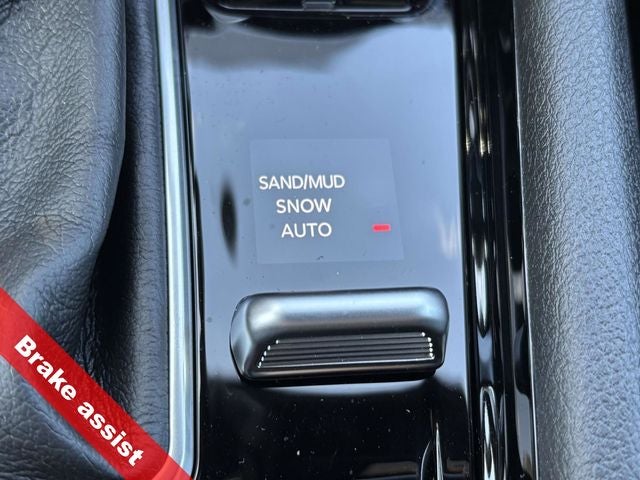 SAND/MUD
SNOW
AUTO
Brake assist